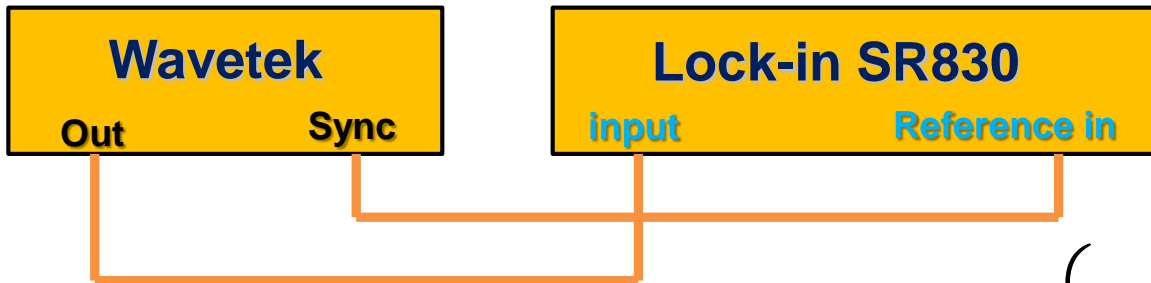 Wavetek
Lock-in SR830
Out
Sync
input
Reference in
(